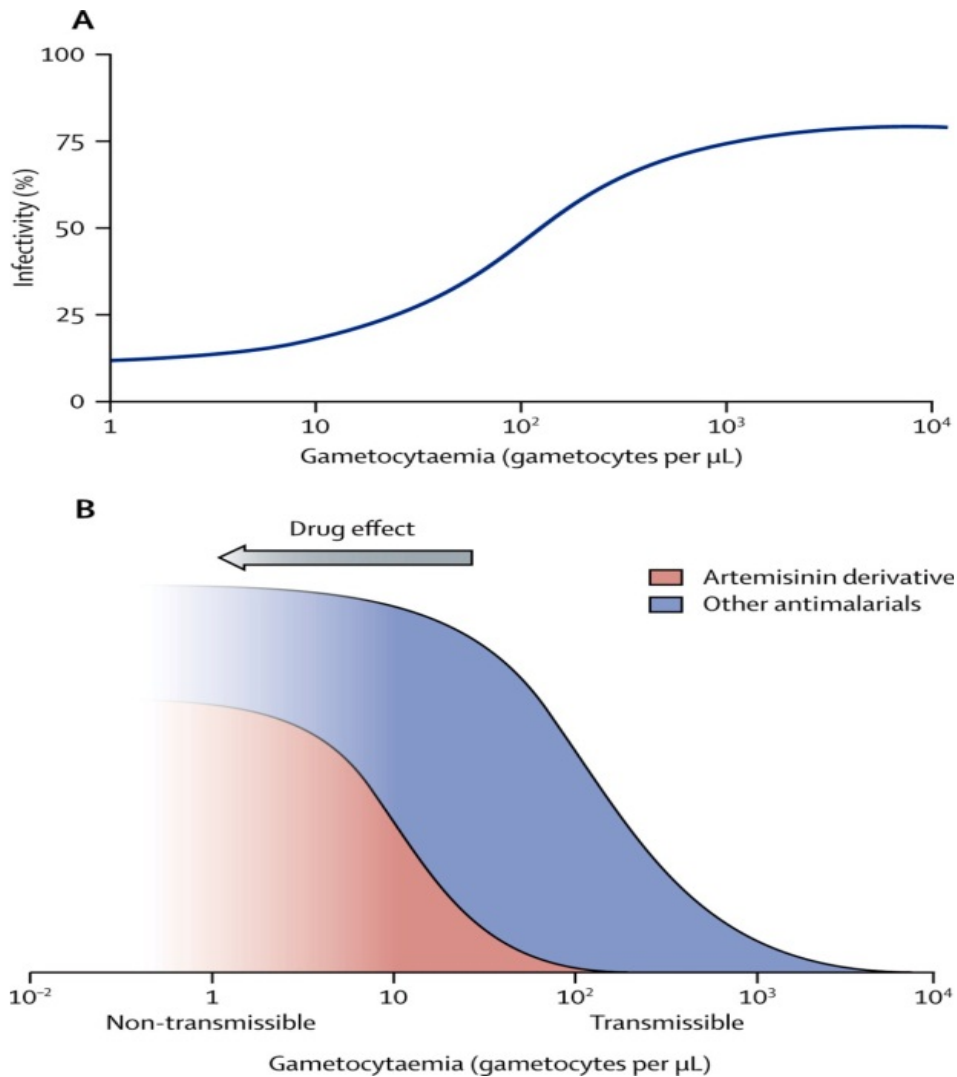 A
100
75
50
25
0
Infectivity (%)
1 10 10² 10³ 10⁴
Gametocytaemia (gametocytes per µL)
B
Drug effect
Artemisinin derivative
Other antimalarials
10⁻² 1 10 10² 10³ 10⁴
Non-transmissible Transmissible
Gametocytaemia (gametocytes per µL)